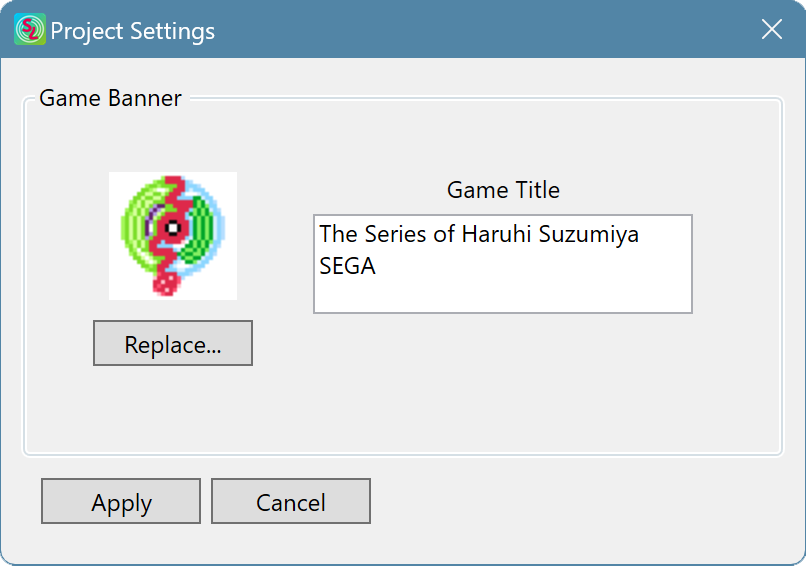 Project Settings
Game Banner
Game Title
The Series of Haruhi Suzumiya
SEGA
Replace...
Apply
Cancel